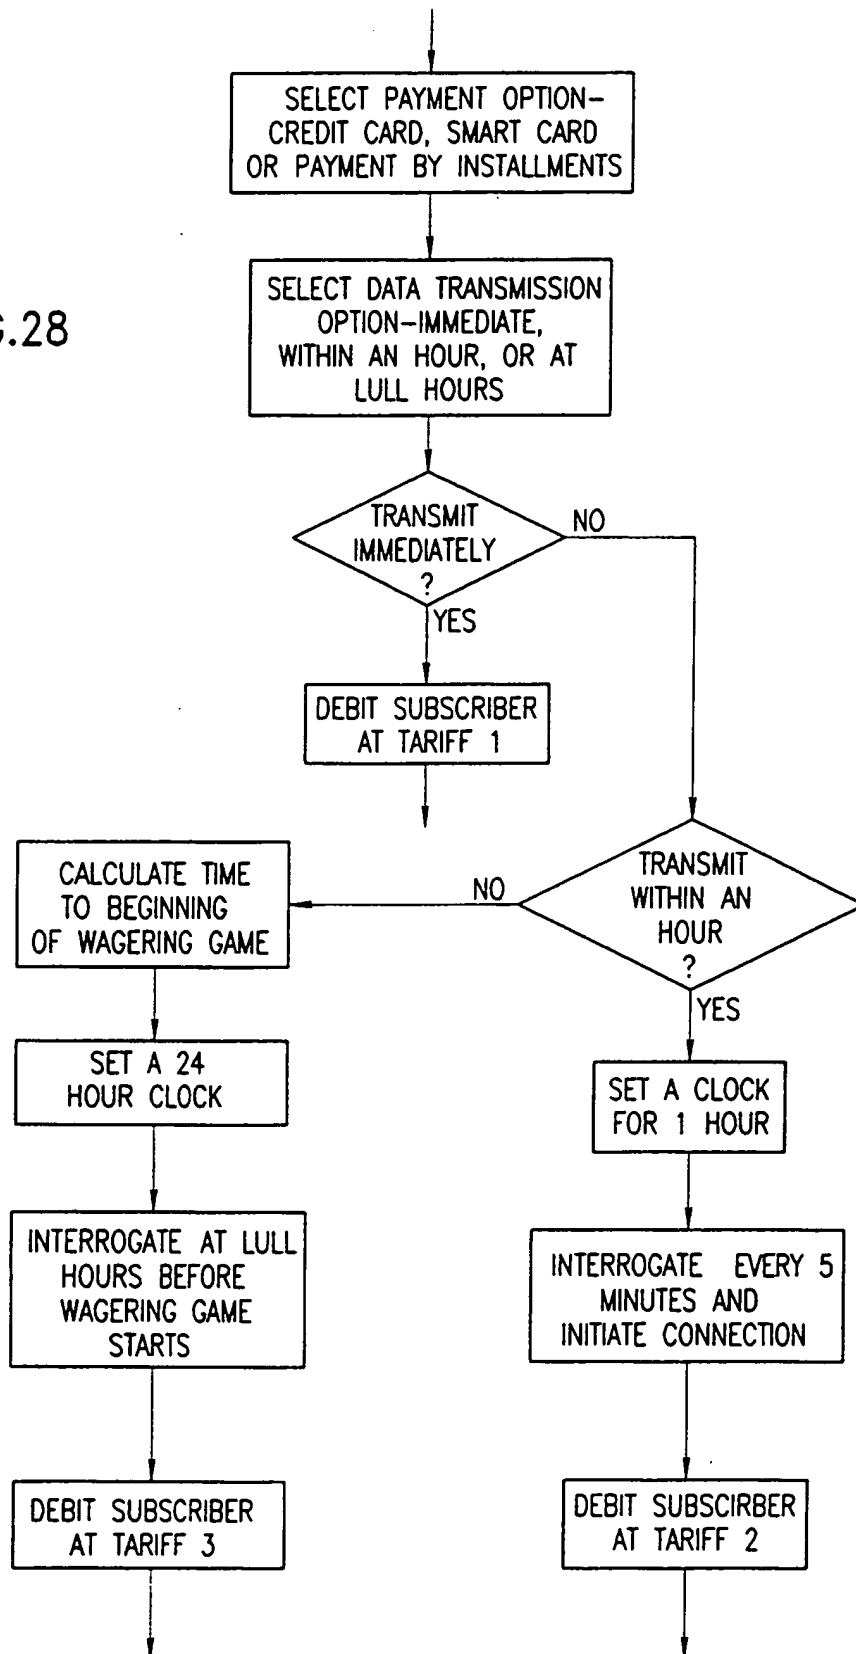 SELECT PAYMENT OPTION-
CREDIT CARD, SMART CARD
OR PAYMENT BY INSTALLMENTS
SELECT DATA TRANSMISSION
OPTION-IMMEDIATE,
WITHIN AN HOUR, OR AT
LULL HOURS
G.28
TRANSMIT
IMMEDIATELY
?
NO
YES
DEBIT SUBSCRIBER
AT TARIFF 1
TRANSMIT
WITHIN AN
HOUR
?
NO
YES
CALCULATE TIME
TO BEGINNING
OF WAGERING GAME
SET A 24
HOUR CLOCK
INTERROGATE AT LULL
HOURS BEFORE
WAGERING GAME
STARTS
DEBIT SUBSCRIBER
AT TARIFF 3
SET A CLOCK
FOR 1 HOUR
INTERROGATE EVERY 5
MINUTES AND
INITIATE CONNECTION
DEBIT SUBSCIRBER
AT TARIFF 2